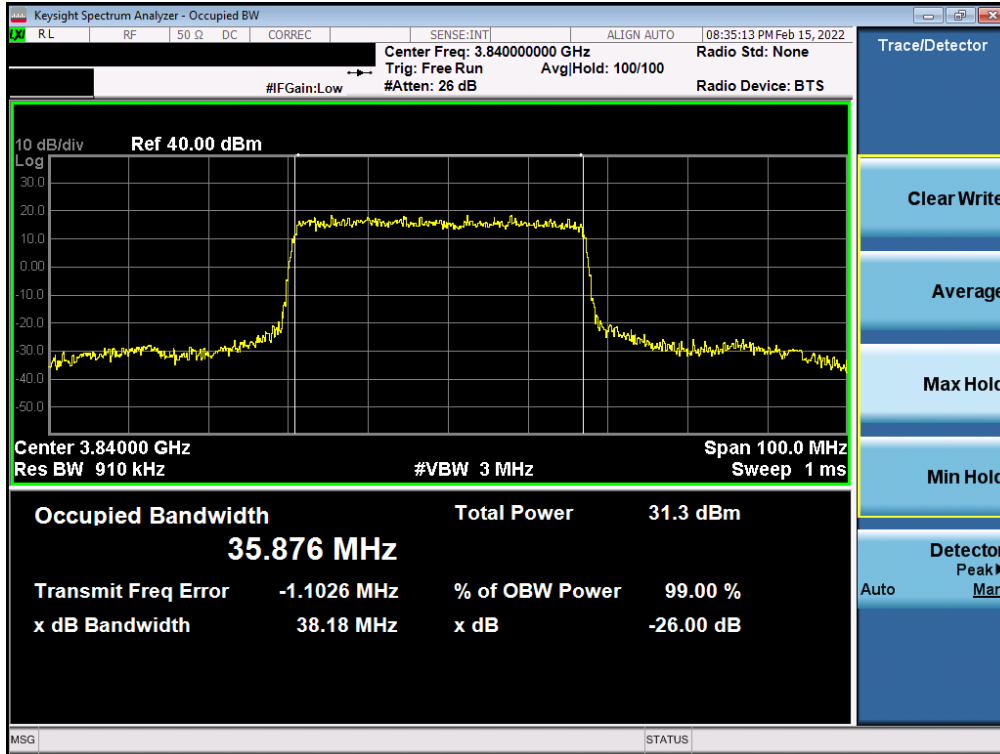 Keysight Spectrum Analyzer - Occupied BW
LXI RL RF 50 Ω DC CORREC SENSE:INT ALIGN AUTO 08:35:13 PM Feb 15, 2022
Center Freq: 3.840000000 GHz Radio Std: None
Trig: Free Run Avg|Hold: 100/100
#IFGain:Low #Atten: 26 dB Radio Device: BTS
Trace/Detector
10 dB/div Ref 40.00 dBm
Log
30.0
20.0
10.0
0.00
-10.0
-20.0
-30.0
-40.0
-50.0
Center 3.84000 GHz Span 100.0 MHz
Res BW 910 kHz #VBW 3 MHz Sweep 1 ms
Occupied Bandwidth Total Power 31.3 dBm
35.876 MHz
Transmit Freq Error -1.1026 MHz % of OBW Power 99.00 %
x dB Bandwidth 38.18 MHz x dB -26.00 dB
Clear Write
Average
Max Hold
Min Hold
Detector
Peak
Auto Man
MSG STATUS